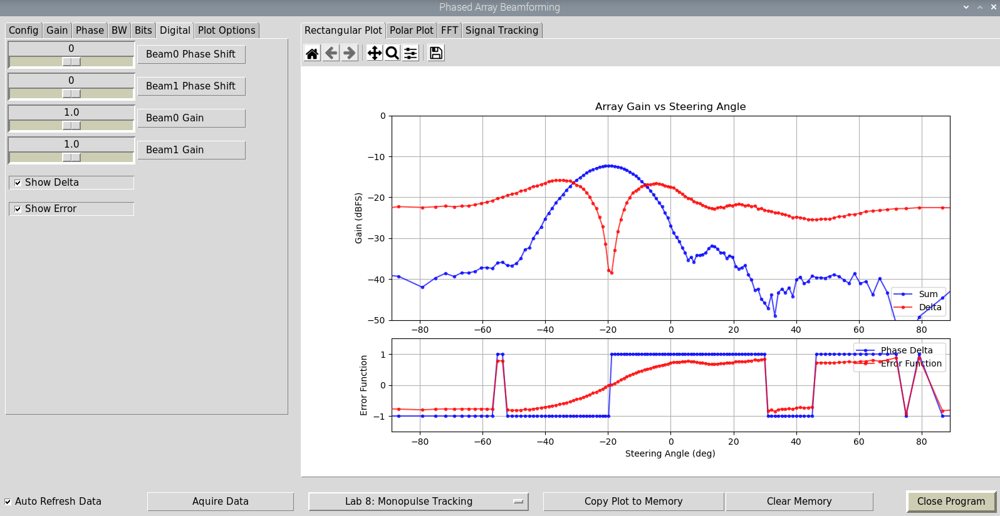 Phased Array Beamforming
Config Gain Phase BW Bits Digital Plot Options
0
Beam0 Phase Shift
0
Beam1 Phase Shift
1.0
Beam0 Gain
1.0
Beam1 Gain
Show Delta
Show Error
Rectangular Plot Polar Plot FFT Signal Tracking
Array Gain vs Steering Angle
Gain (dBFS)
0
−10
−20
−30
−40
−50
Sum
Delta
−80 −60 −40 −20 0 20 40 60 80
Error Function
1
0
−1
Phase Delta
Error Function
−80 −60 −40 −20 0 20 40 60 80
Steering Angle (deg)
Auto Refresh Data Aquire Data Lab 8: Monopulse Tracking Copy Plot to Memory Clear Memory Close Program